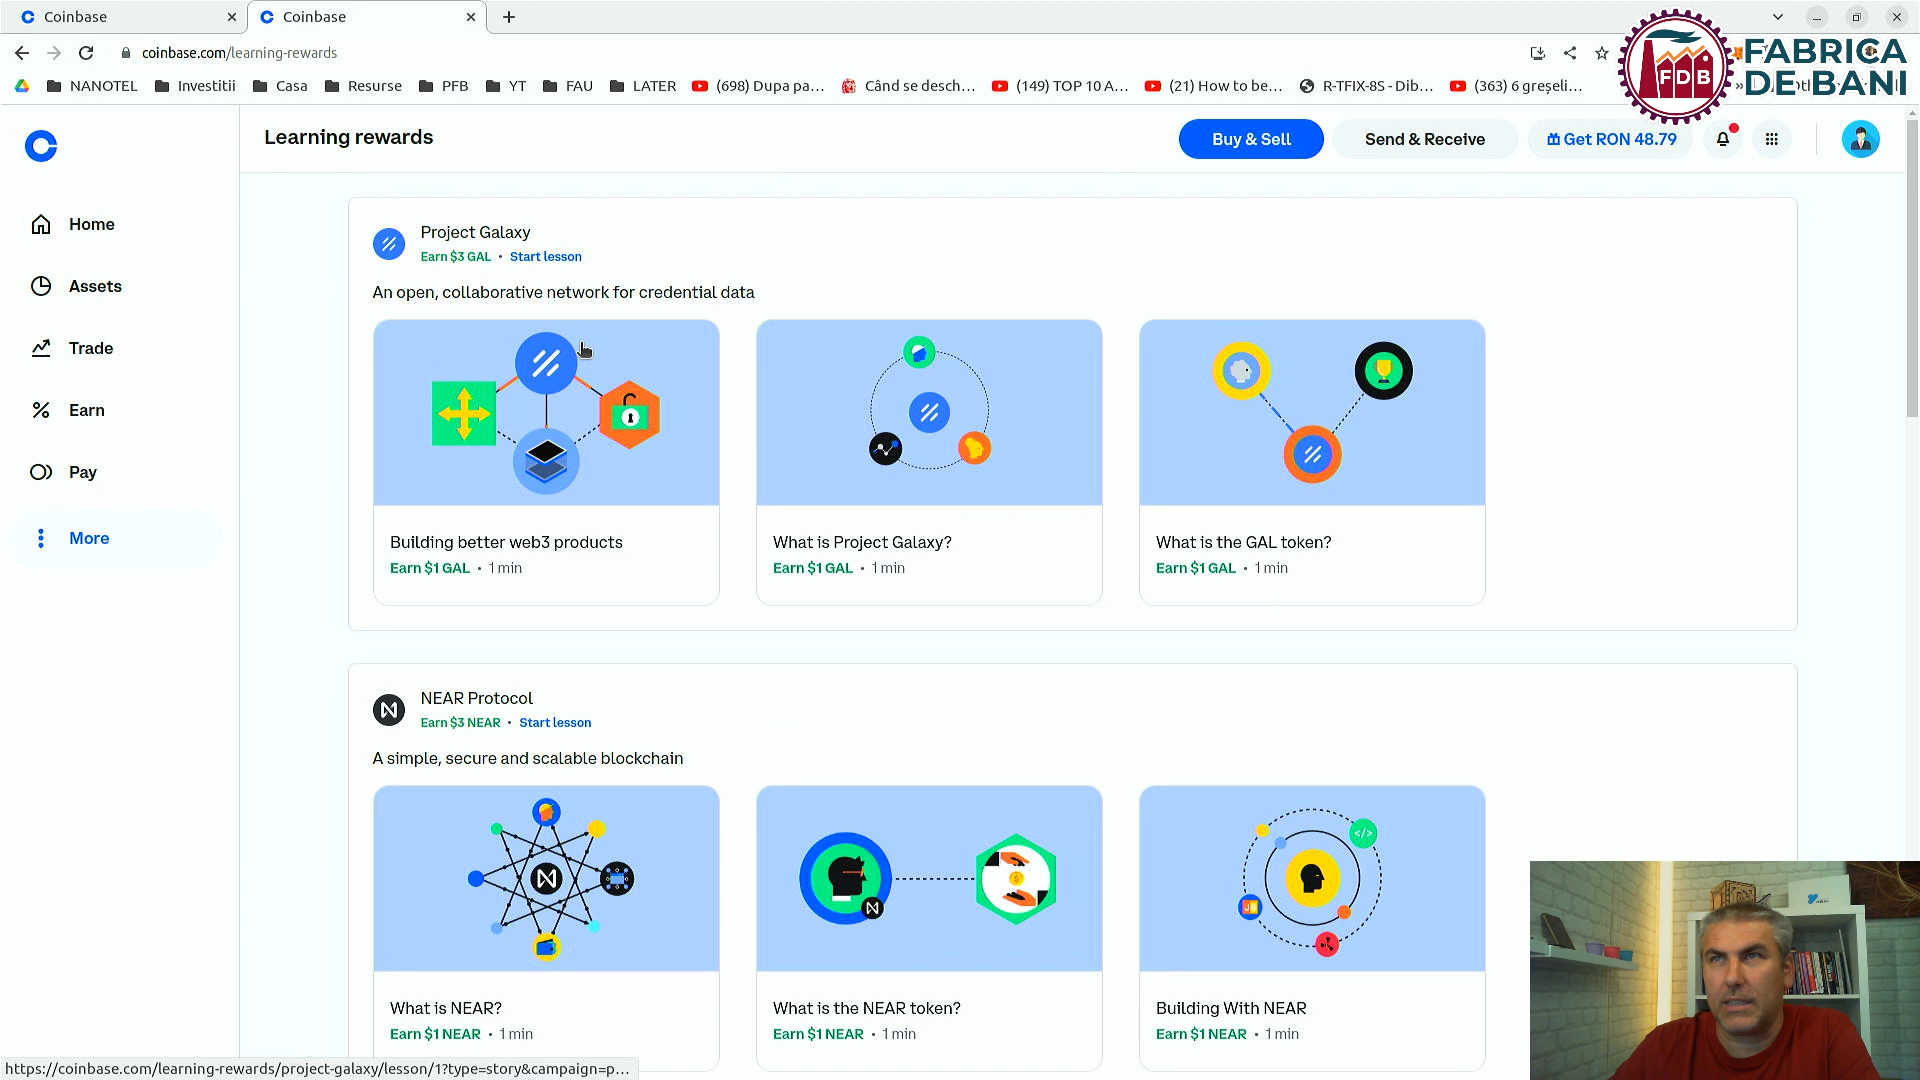 Coinbase
Coinbase
coinbase.com/learning-rewards
NANOTEL
Investitii
Casa
Resurse
PFB
YT
FAU
LATER
(698) Dupa pa...
Când se desch...
(149) TOP 10 A...
(21) How to be...
R-TFIX-8S - Dib...
(363) 6 greșeli...
FDB
FABRICA
DE BANI
Learning rewards
Buy & Sell
Send & Receive
Get RON 48.79
Home
Assets
Trade
Earn
Pay
More
Project Galaxy
Earn $3 GAL • Start lesson
An open, collaborative network for credential data
Building better web3 products
Earn $1 GAL • 1 min
What is Project Galaxy?
Earn $1 GAL • 1 min
What is the GAL token?
Earn $1 GAL • 1 min
NEAR Protocol
Earn $3 NEAR • Start lesson
A simple, secure and scalable blockchain
</>
JS
What is NEAR?
Earn $1 NEAR • 1 min
What is the NEAR token?
Earn $1 NEAR • 1 min
Building With NEAR
Earn $1 NEAR • 1 min
https://coinbase.com/learning-rewards/project-galaxy/lesson/1?type=story&campaign=p...